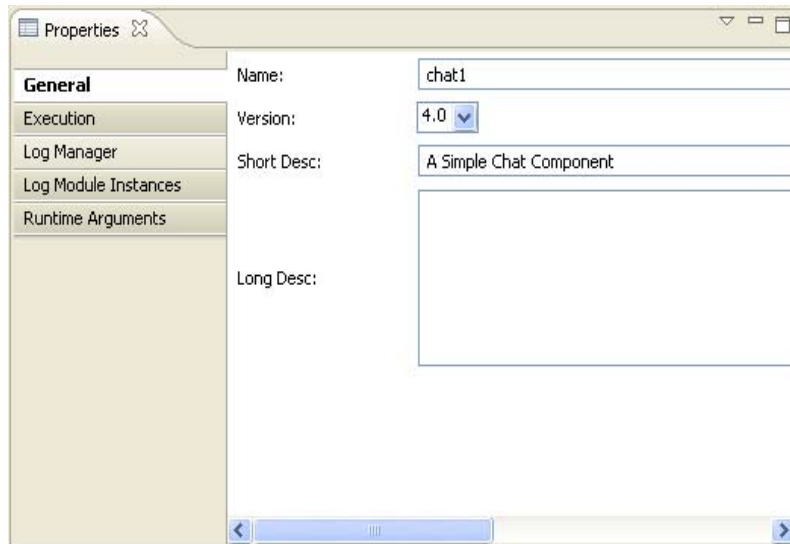 Properties
General
Execution
Log Manager
Log Module Instances
Runtime Arguments
Name: chat1
Version: 4.0
Short Desc: A Simple Chat Component
Long Desc: